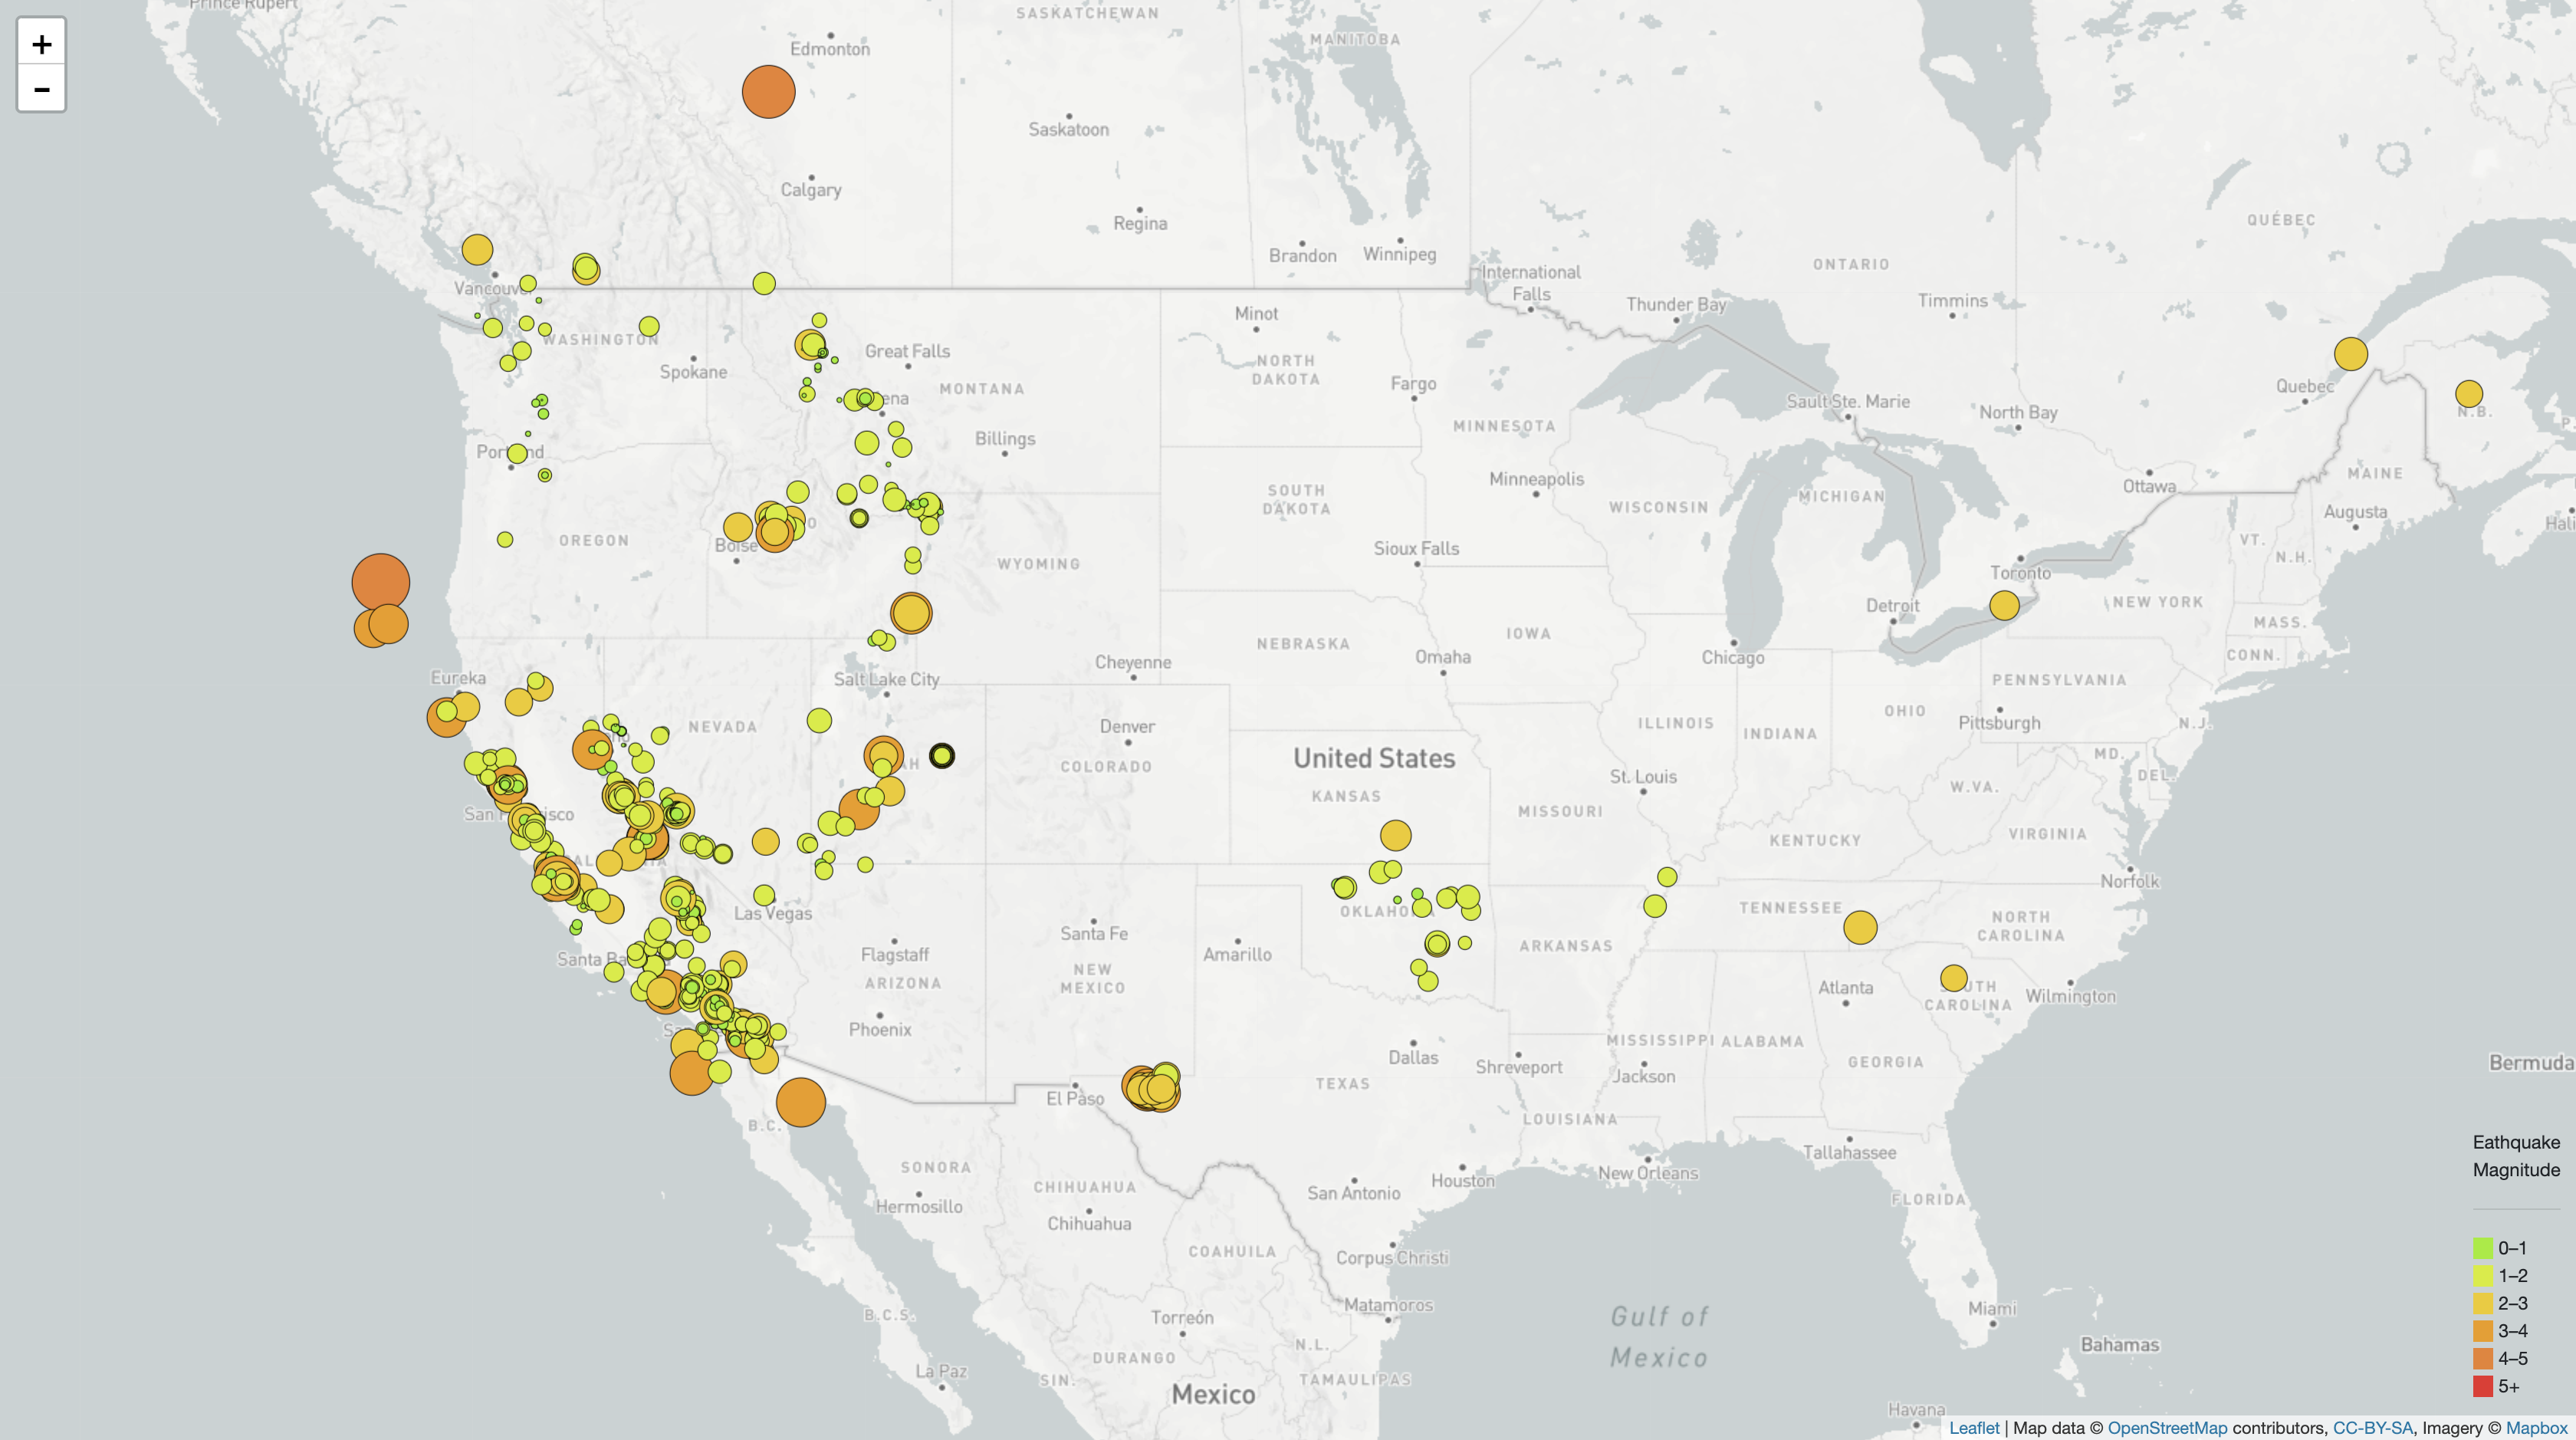 Prince Rupert
SASKATCHEWAN
MANITOBA
+
−
Edmonton
Saskatoon
Calgary
Regina
Brandon
Winnipeg
QUÉBEC
ONTARIO
International
Falls
Thunder Bay
Timmins
Vancouver
WASHINGTON
Minot
Great Falls
Spokane
MONTANA
NORTH
DAKOTA
Fargo
Quebec
N.B.
ena
Sault Ste. Marie
North Bay
MINNESOTA
Billings
Portland
MAINE
Minneapolis
Ottawa
SOUTH
DAKOTA
WISCONSIN
MICHIGAN
Augusta
Hali
OREGON
O
Boise
Sioux Falls
VT.
N.H.
WYOMING
Toronto
Detroit
NEW YORK
MASS.
IOWA
NEBRASKA
CONN.
Eureka
Cheyenne
Omaha
Chicago
Salt Lake City
PENNSYLVANIA
OHIO
Pittsburgh
N.J.
NEVADA
Denver
ILLINOIS
INDIANA
United States
MD.
AH
COLORADO
St. Louis
DEL.
W.VA.
KANSAS
MISSOURI
San Francisco
KENTUCKY
VIRGINIA
Norfolk
Las Vegas
OKLAHOMA
TENNESSEE
NORTH
CAROLINA
Santa Fe
Flagstaff
Amarillo
ARKANSAS
Santa Ba
ARIZONA
NEW
MEXICO
Atlanta
SOUTH
CAROLINA
Wilmington
Phoenix
Sa
MISSISSIPPI
ALABAMA
Dallas
Shreveport
Jackson
GEORGIA
Bermuda
TEXAS
El Paso
B.C.
LOUISIANA
Tallahassee
New Orleans
SONORA
Houston
San Antonio
CHIHUAHUA
Hermosillo
FLORIDA
Chihuahua
COAHUILA
Corpus Christi
Matamoros
Miami
B.C.S.
Torreón
Gulf of
Mexico
N.L.
Bahamas
DURANGO
La Paz
SIN.
TAMAULIPAS
Mexico
Havana
Eathquake
Magnitude
0–1
1–2
2–3
3–4
4–5
5+
Leaflet | Map data © OpenStreetMap contributors, CC-BY-SA, Imagery © Mapbox